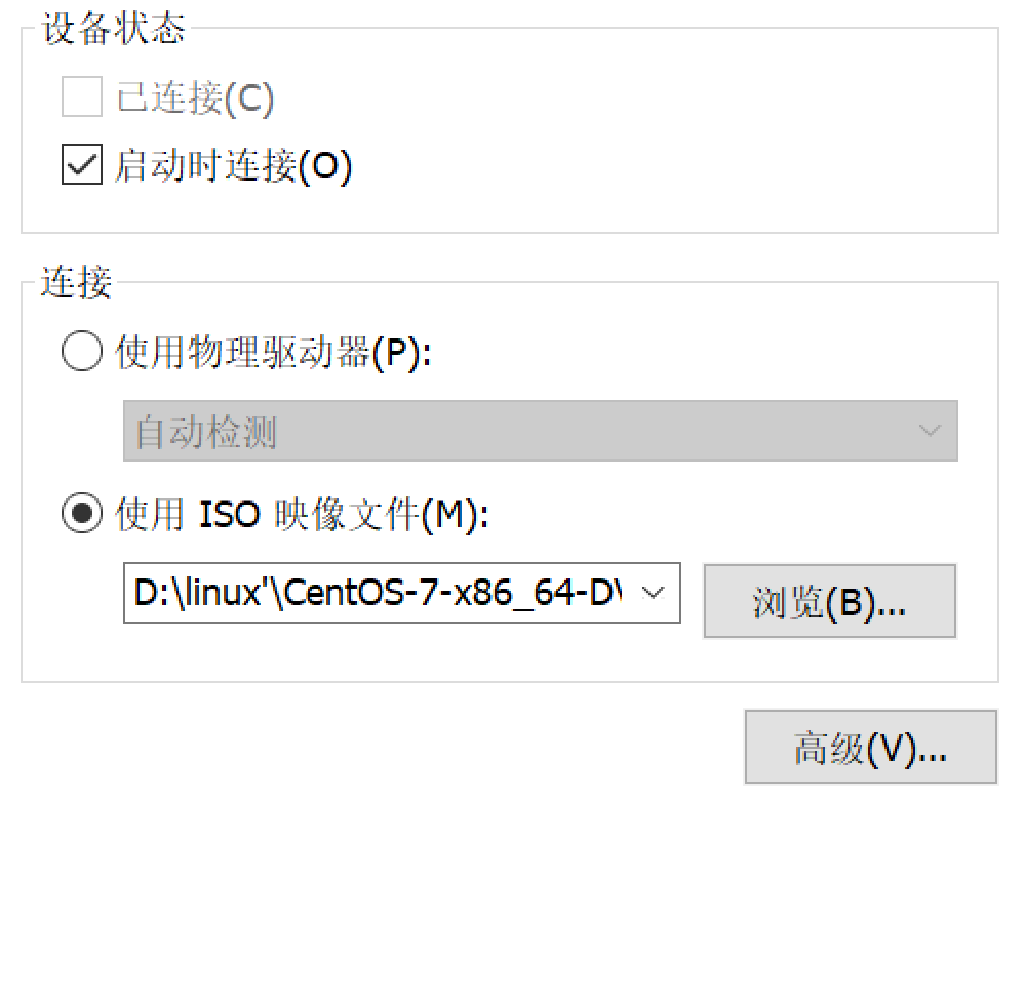 设备状态
已连接(C)
启动时连接(O)
连接
使用物理驱动器(P):
自动检测
使用 ISO 映像文件(M):
D:\linux'\CentOS-7-x86_64-D\
浏览(B)...
高级(V)...